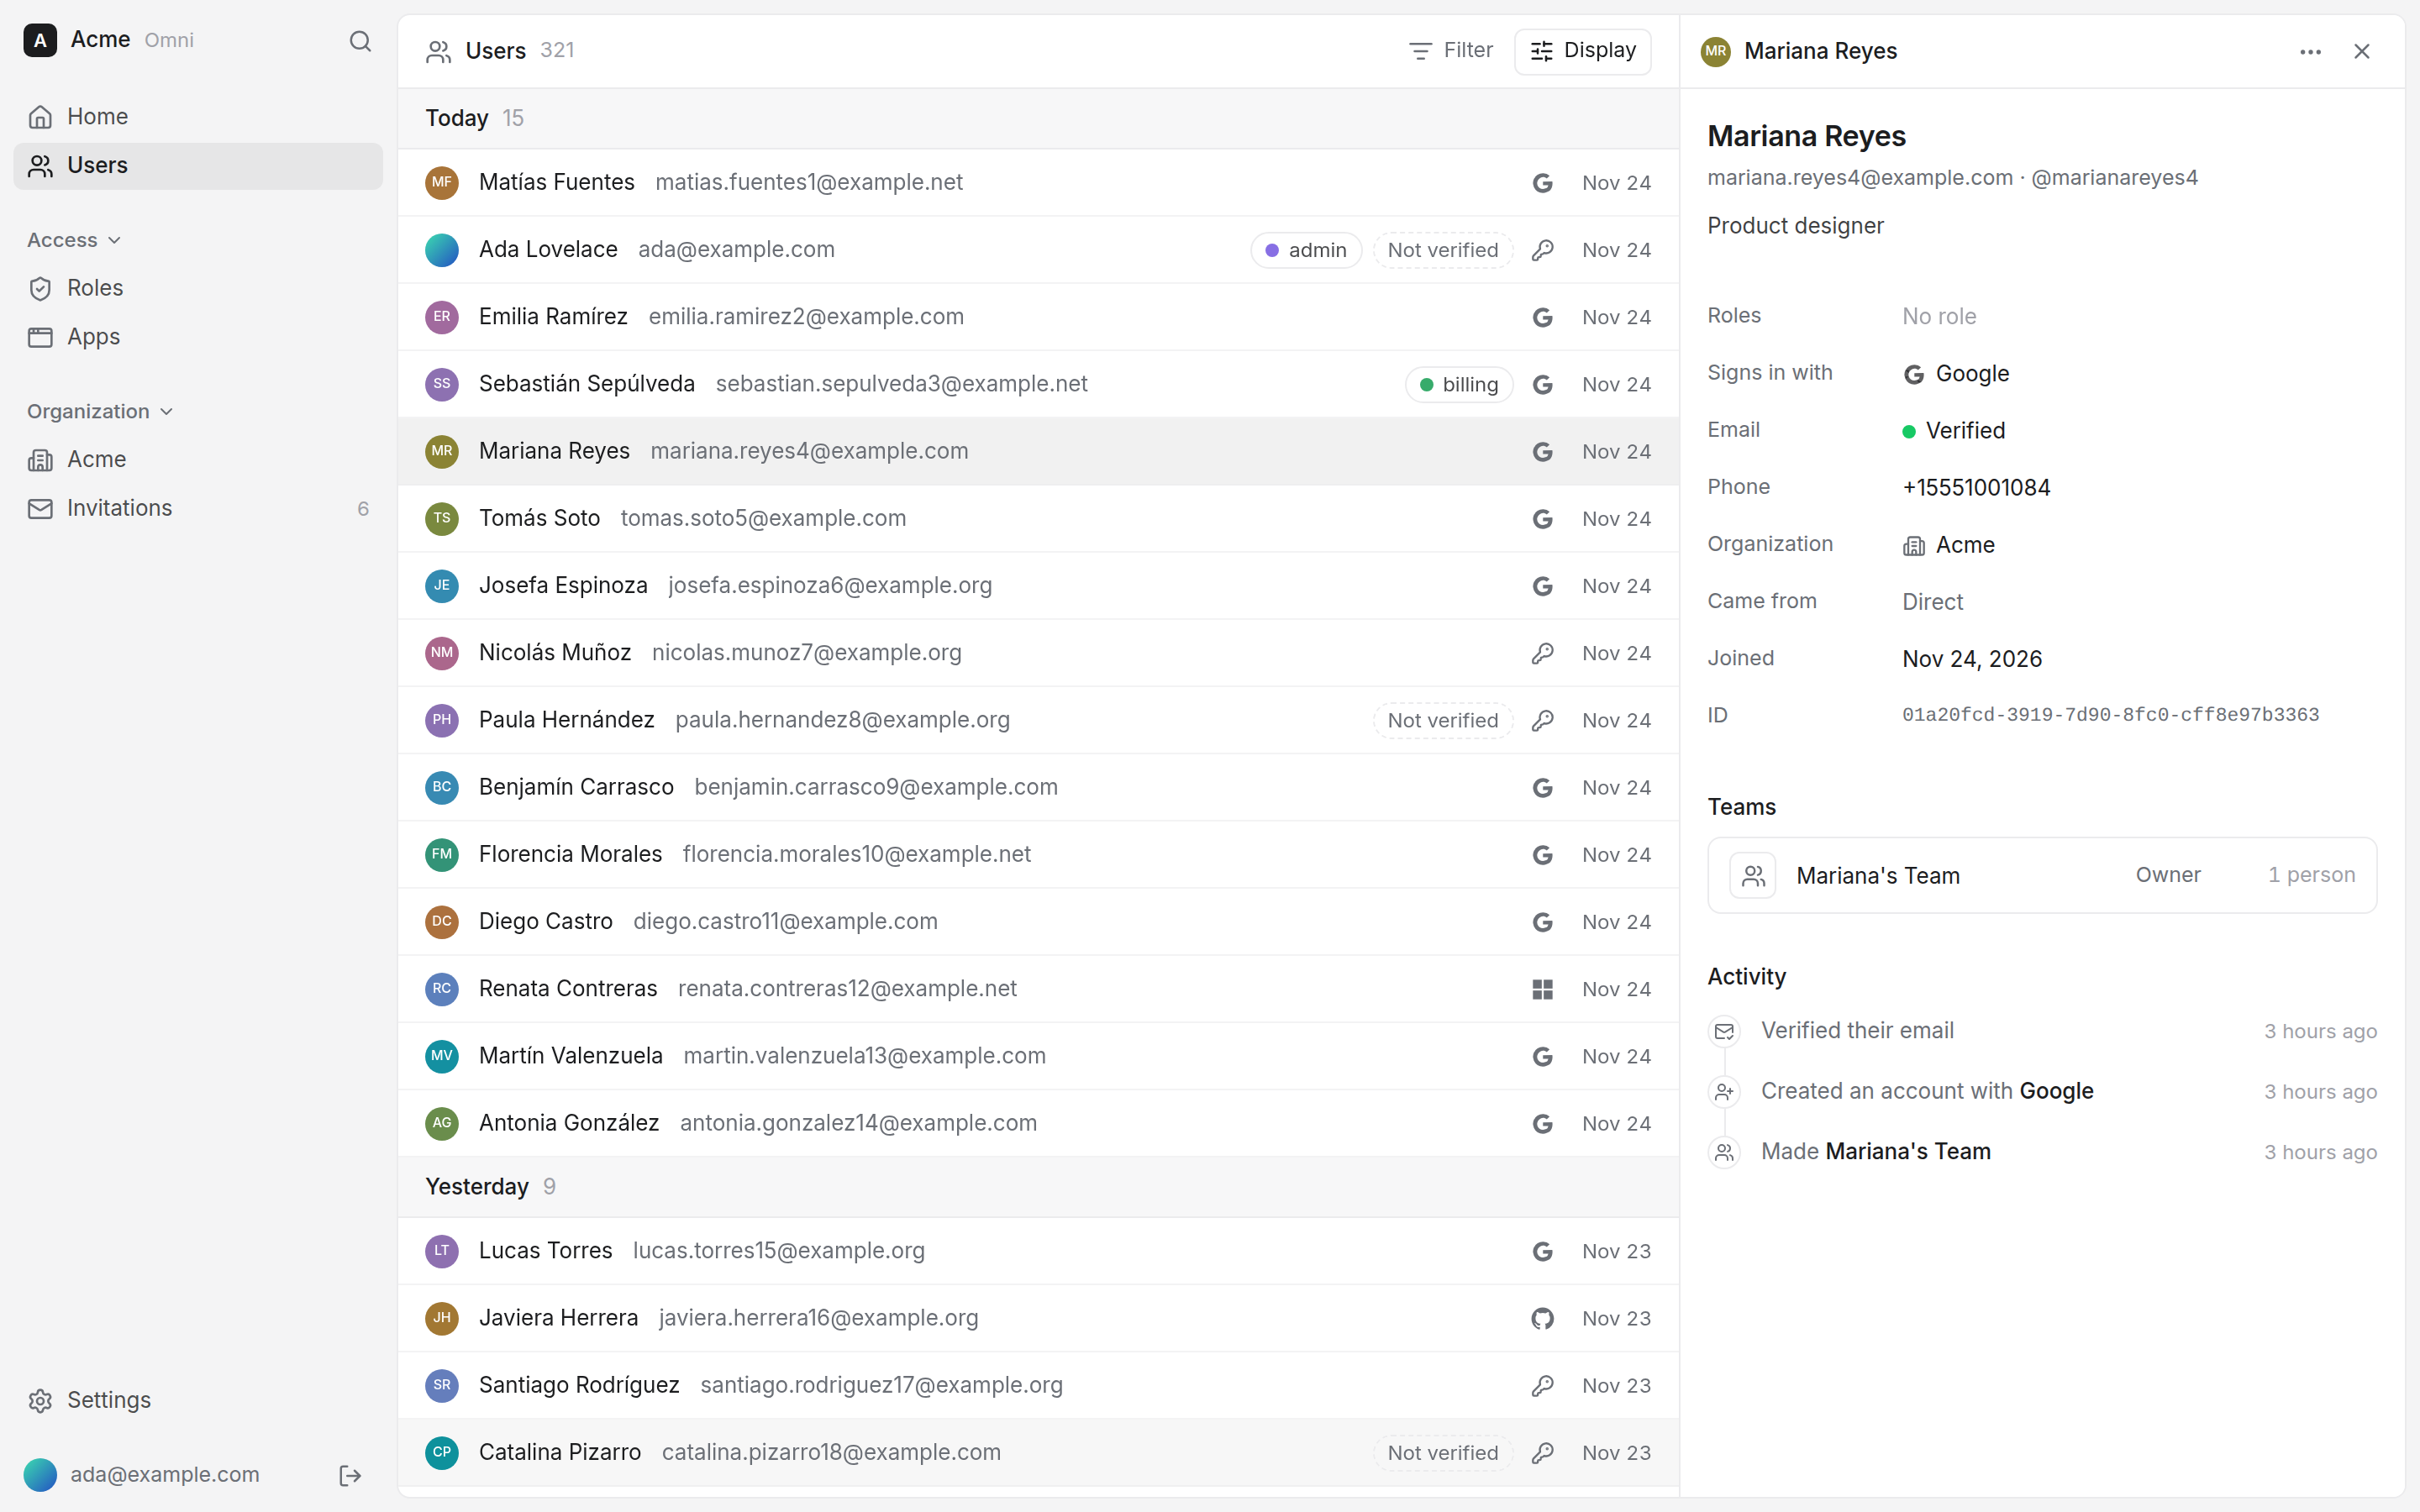 A Acme Omni
Home
Users
Access
Roles
Apps
Organization
Acme
Invitations 6
Settings
ada@example.com
Users 321 Filter Display
Today 15
MF Matías Fuentes matias.fuentes1@example.net Nov 24
Ada Lovelace ada@example.com admin Not verified Nov 24
ER Emilia Ramírez emilia.ramirez2@example.com Nov 24
SS Sebastián Sepúlveda sebastian.sepulveda3@example.net billing Nov 24
MR Mariana Reyes mariana.reyes4@example.com Nov 24
TS Tomás Soto tomas.soto5@example.com Nov 24
JE Josefa Espinoza josefa.espinoza6@example.org Nov 24
NM Nicolás Muñoz nicolas.munoz7@example.org Nov 24
PH Paula Hernández paula.hernandez8@example.org Not verified Nov 24
BC Benjamín Carrasco benjamin.carrasco9@example.com Nov 24
FM Florencia Morales florencia.morales10@example.net Nov 24
DC Diego Castro diego.castro11@example.com Nov 24
RC Renata Contreras renata.contreras12@example.net Nov 24
MV Martín Valenzuela martin.valenzuela13@example.com Nov 24
AG Antonia González antonia.gonzalez14@example.com Nov 24
Yesterday 9
LT Lucas Torres lucas.torres15@example.org Nov 23
JH Javiera Herrera javiera.herrera16@example.org Nov 23
SR Santiago Rodríguez santiago.rodriguez17@example.org Nov 23
CP Catalina Pizarro catalina.pizarro18@example.com Not verified Nov 23
MR Mariana Reyes
Mariana Reyes
mariana.reyes4@example.com · @marianareyes4
Product designer
Roles No role
Signs in with Google
Email Verified
Phone +15551001084
Organization Acme
Came from Direct
Joined Nov 24, 2026
ID 01a20fcd-3919-7d90-8fc0-cff8e97b3363
Teams
Mariana's Team Owner 1 person
Activity
Verified their email 3 hours ago
Created an account with Google 3 hours ago
Made Mariana's Team 3 hours ago